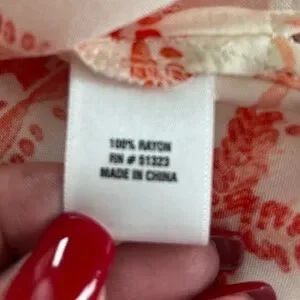 100% RAYON
RN # 51323
MADE IN CHINA